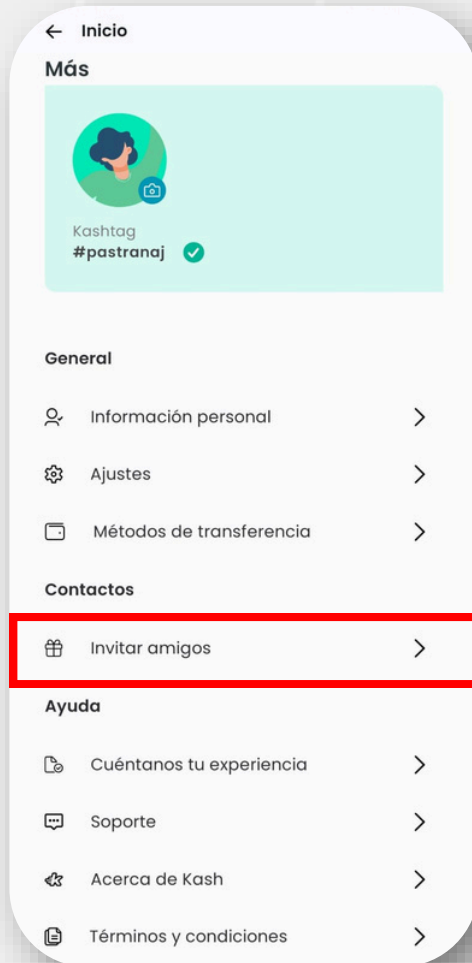 ← Inicio
Más
Kashtag
#pastranaj
General
Información personal
Ajustes
Métodos de transferencia
Contactos
Invitar amigos
Ayuda
Cuéntanos tu experiencia
Soporte
Acerca de Kash
Términos y condiciones